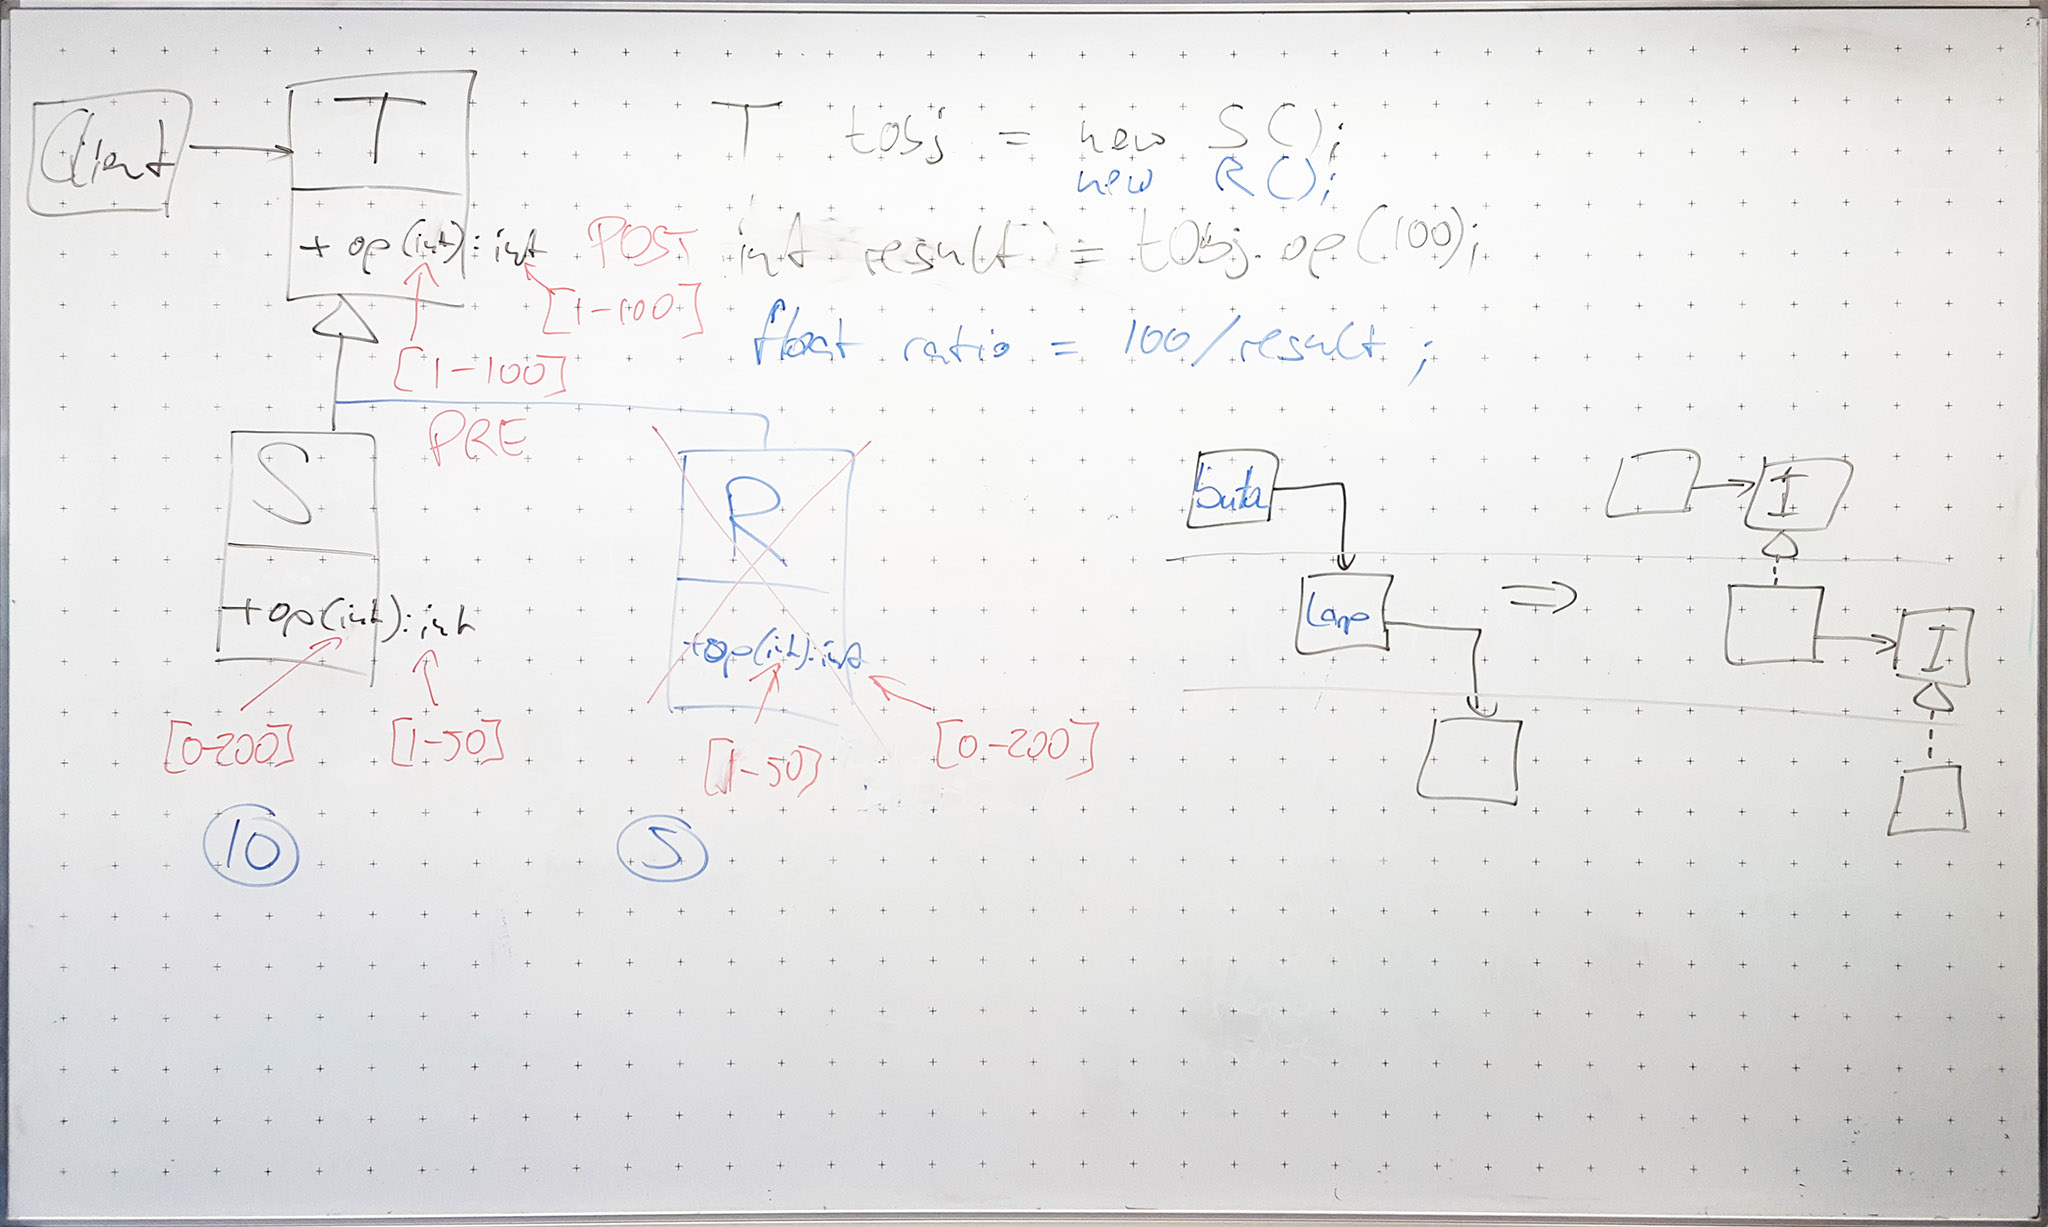 Client
T
+ op(int): int
POST
[1-100]
[1-100]
PRE
T tObj = new S();
new R();
int result = tObj.op(100);
float ratio = 100/result;
S
+op(int):int
[0-200]
[1-50]
10
R
+op(int):int
[1-50]
[0-200]
5
I
I